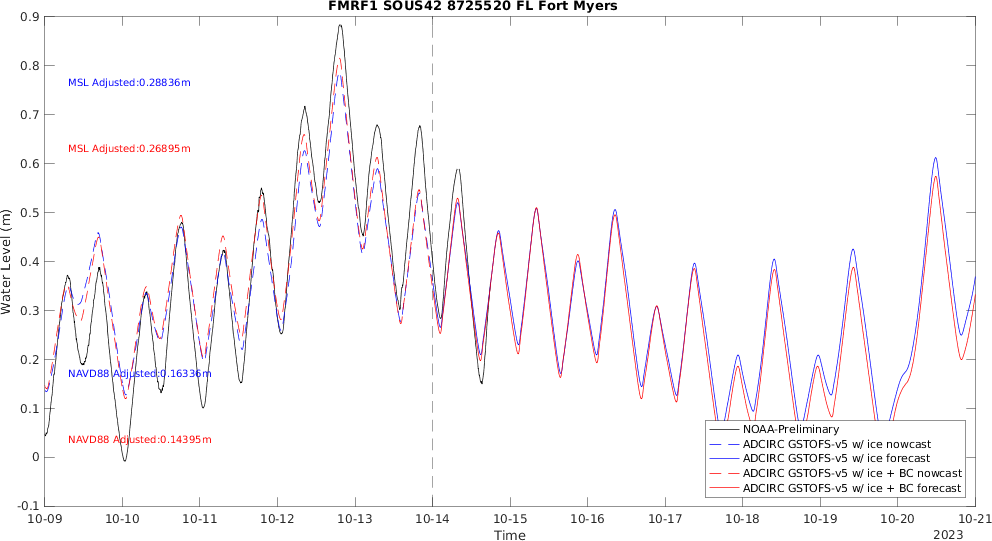 FMRF1 SOUS42 8725520 FL Fort Myers
0.9
0.8
0.7
0.6
0.5
0.4
0.3
0.2
0.1
0
-0.1
Water Level (m)
MSL Adjusted:0.28836m
MSL Adjusted:0.26895m
NAVD88 Adjusted:0.16336m
NAVD88 Adjusted:0.14395m
NOAA-Preliminary
ADCIRC GSTOFS-v5 w/ ice nowcast
ADCIRC GSTOFS-v5 w/ ice forecast
ADCIRC GSTOFS-v5 w/ ice + BC nowcast
ADCIRC GSTOFS-v5 w/ ice + BC forecast
10-09 10-10 10-11 10-12 10-13 10-14 10-15 10-16 10-17 10-18 10-19 10-20 10-21
Time
2023